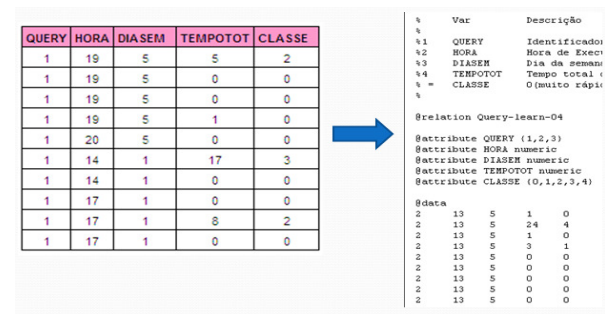 QUERY HORA DIASEM TEMPOTOT CLASSE
1 19 5 5 2
1 19 5 0 0
1 19 5 0 0
1 19 5 1 0
1 20 5 0 0
1 14 1 17 3
1 14 1 0 0
1 17 1 0 0
1 17 1 8 2
1 17 1 0 0
% Var Descrição
%
%1 QUERY Identificador
%2 HORA Hora de Execu
%3 DIASEM Dia da semana
%4 TEMPOTOT Tempo total
% = CLASSE 0(muito rápid
%
@relation Query-learn-04
@attribute QUERY {1,2,3}
@attribute HORA numeric
@attribute DIASEM numeric
@attribute TEMPOTOT numeric
@attribute CLASSE {0,1,2,3,4}
@data
2 13 5 1 0
2 13 5 24 4
2 13 5 1 0
2 13 5 3 1
2 13 5 0 0
2 13 5 0 0
2 13 5 0 0
2 13 5 0 0
2 13 5 0 0